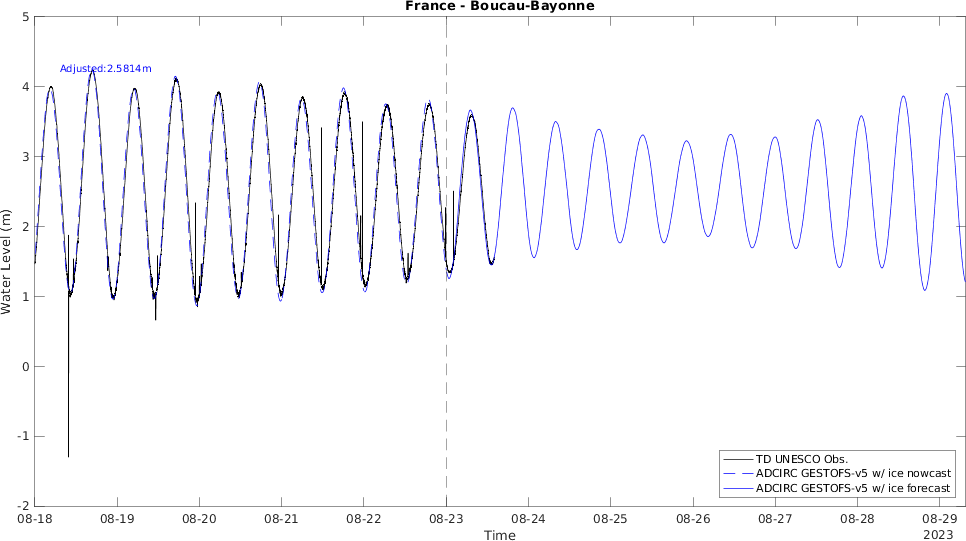 France - Boucau-Bayonne
Adjusted:2.5814m
Water Level (m)
5
4
3
2
1
0
-1
-2
TD UNESCO Obs.
ADCIRC GESTOFS-v5 w/ ice nowcast
ADCIRC GESTOFS-v5 w/ ice forecast
08-18 08-19 08-20 08-21 08-22 08-23 08-24 08-25 08-26 08-27 08-28 08-29
Time 2023